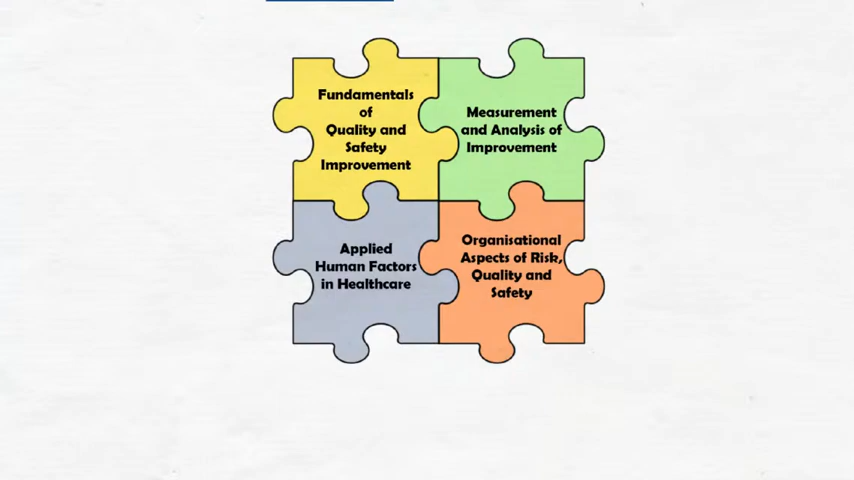 Fundamentals
of
Quality and
Safety
Improvement
Measurement
and Analysis of
Improvement
Applied
Human Factors
in Healthcare
Organisational
Aspects of Risk,
Quality and
Safety